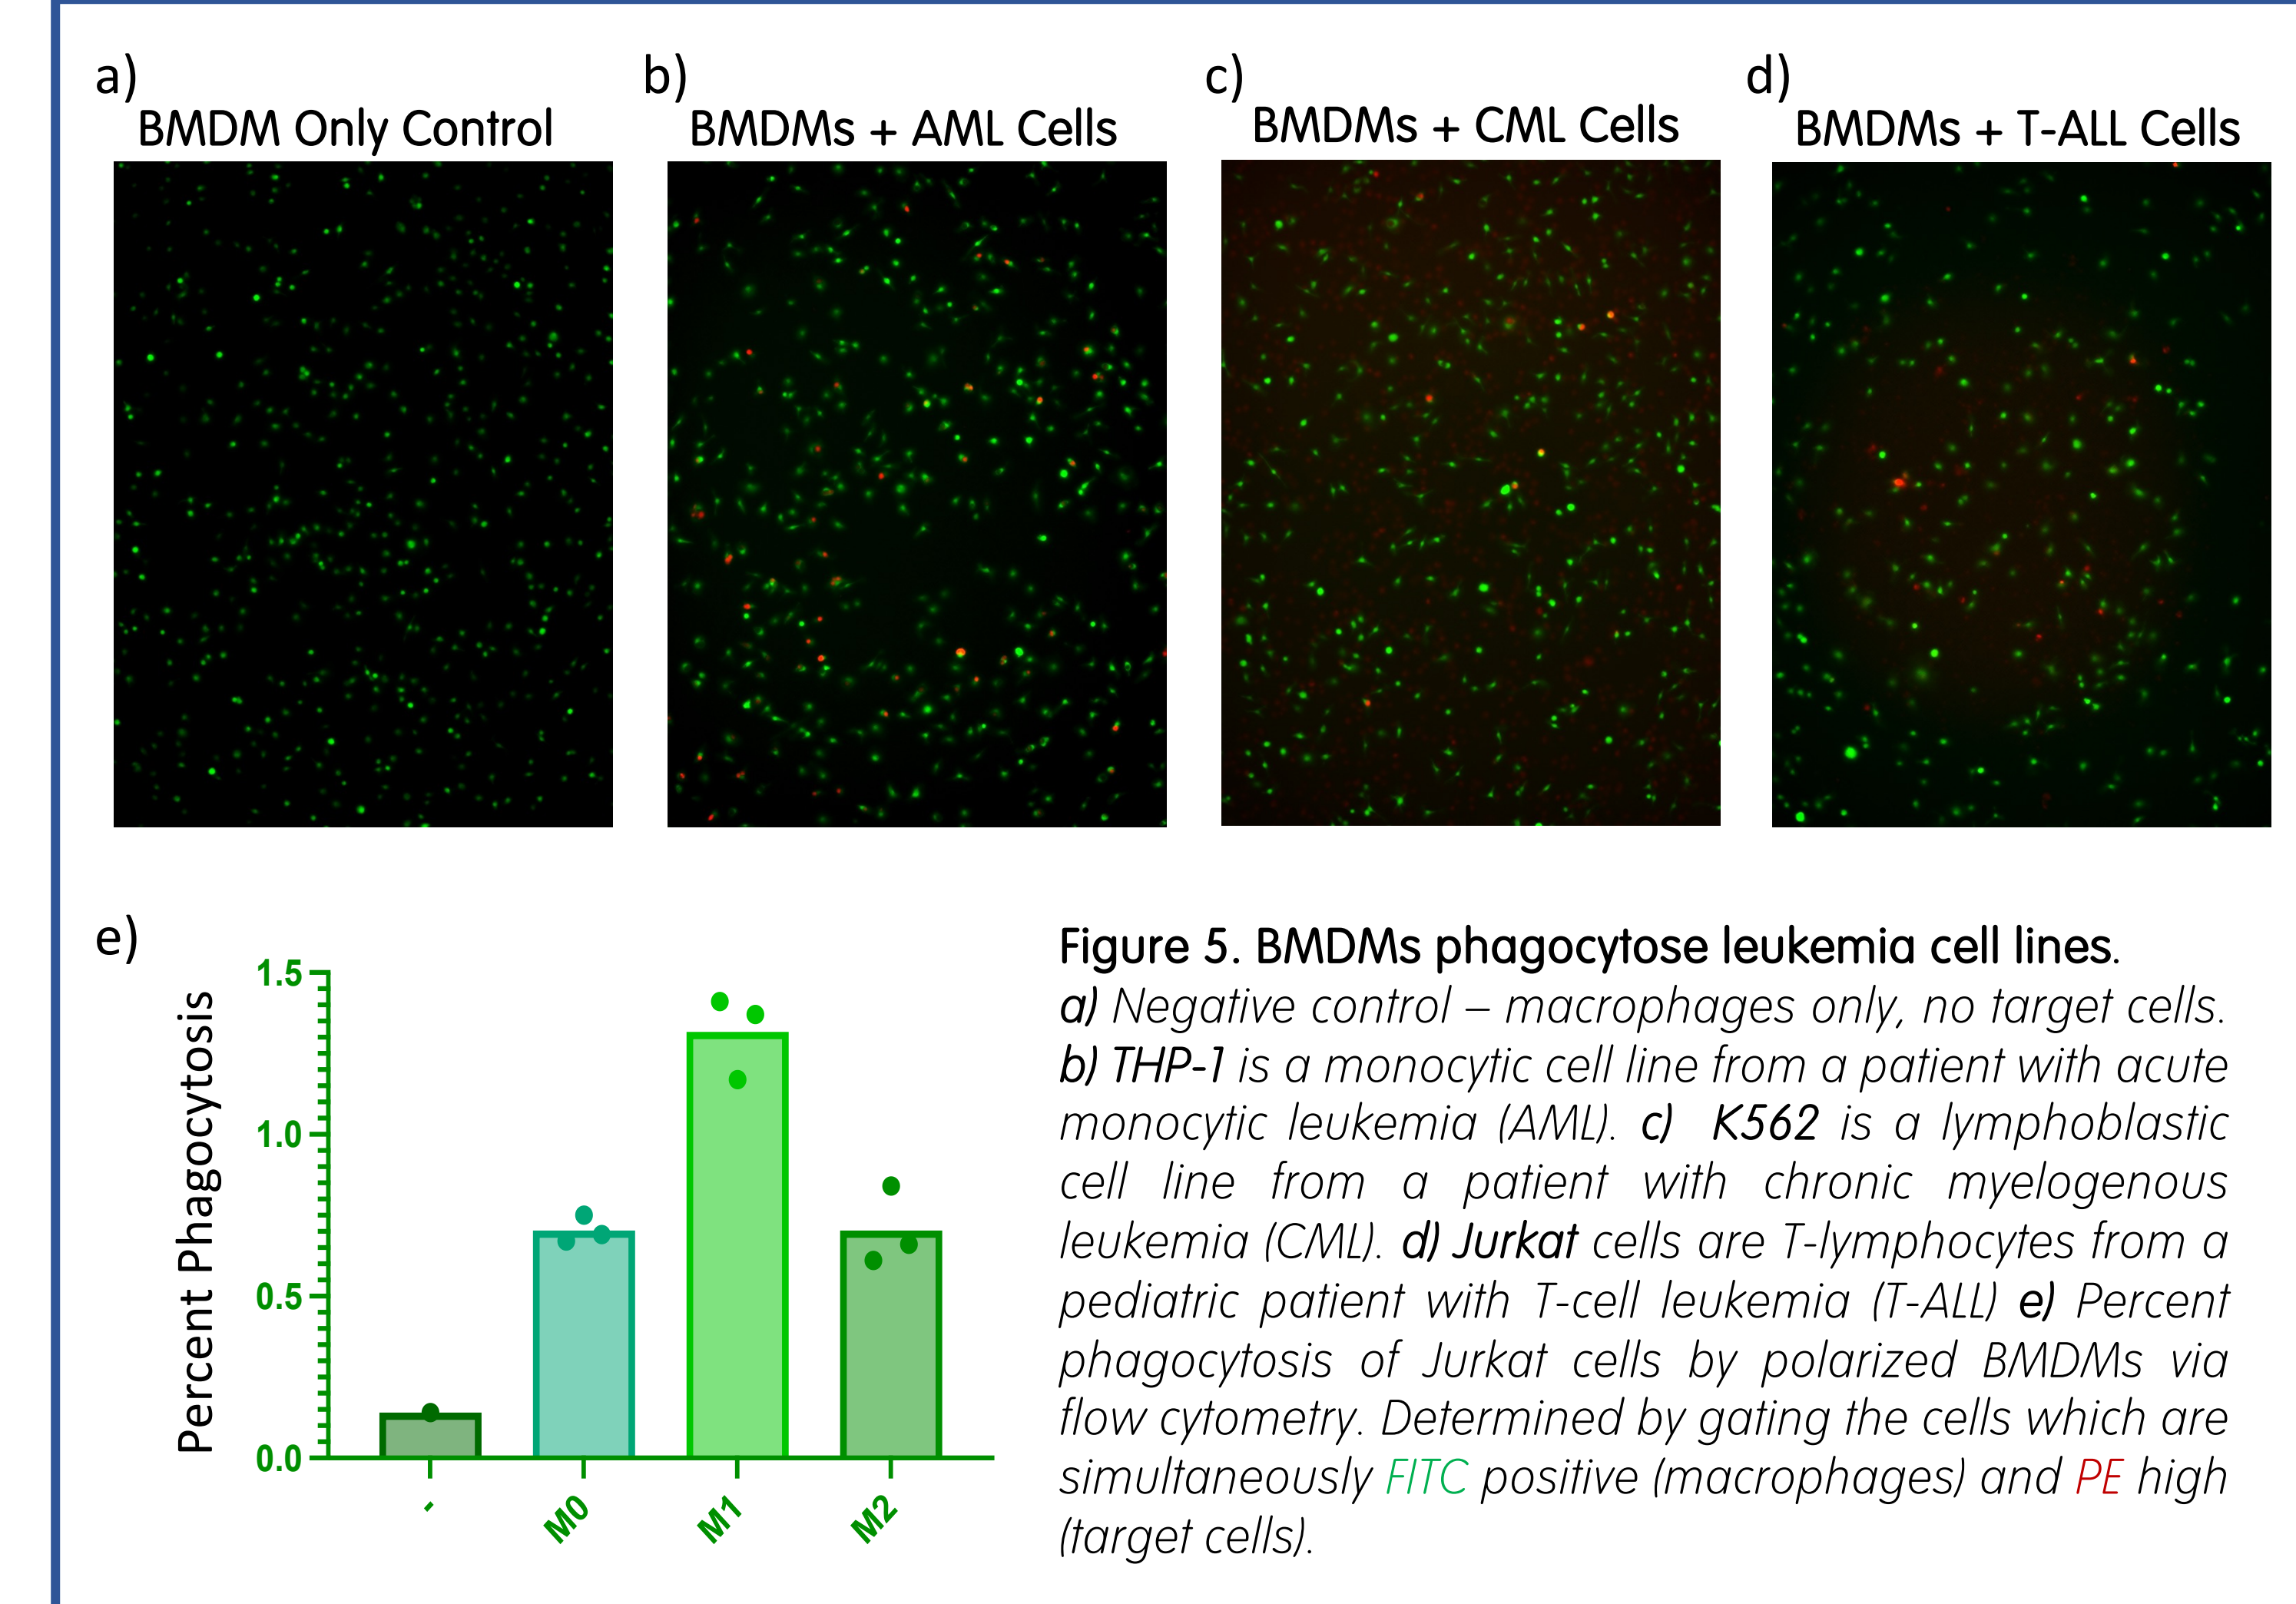 a)
BMDM Only Control
b)
BMDMs + AML Cells
c)
BMDMs + CML Cells
d)
BMDMs + T-ALL Cells
e)
Percent Phagocytosis
1.5
1.0
0.5
0.0
-
M0
M1
M2
Figure 5. BMDMs phagocytose leukemia cell lines.
a) Negative control – macrophages only, no target cells.
b) THP-1 is a monocytic cell line from a patient with acute
monocytic leukemia (AML). c) K562 is a lymphoblastic
cell line from a patient with chronic myelogenous
leukemia (CML). d) Jurkat cells are T-lymphocytes from a
pediatric patient with T-cell leukemia (T-ALL) e) Percent
phagocytosis of Jurkat cells by polarized BMDMs via
flow cytometry. Determined by gating the cells which are
simultaneously FITC positive (macrophages) and PE high
(target cells).